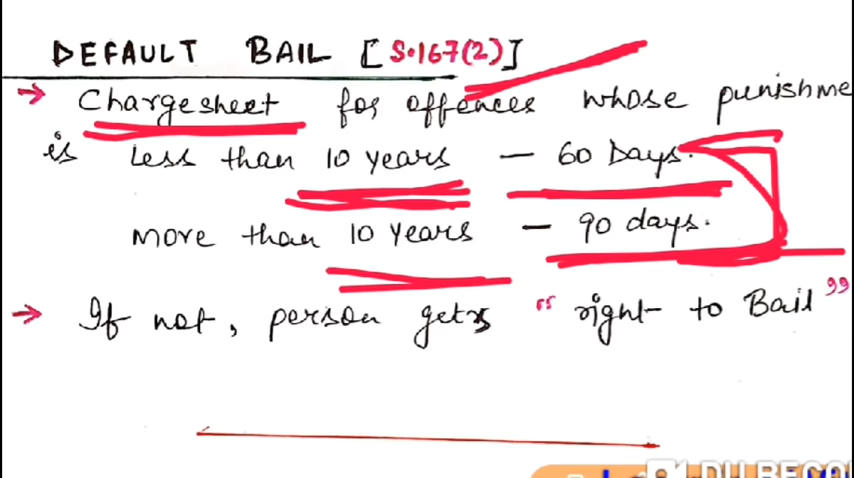 DEFAULT BAIL [S.167(2)]
→ Chargesheet for offences whose punishme
is less than 10 years — 60 Days.
more than 10 years — 90 days.
→ If not, person gets "right to Bail"